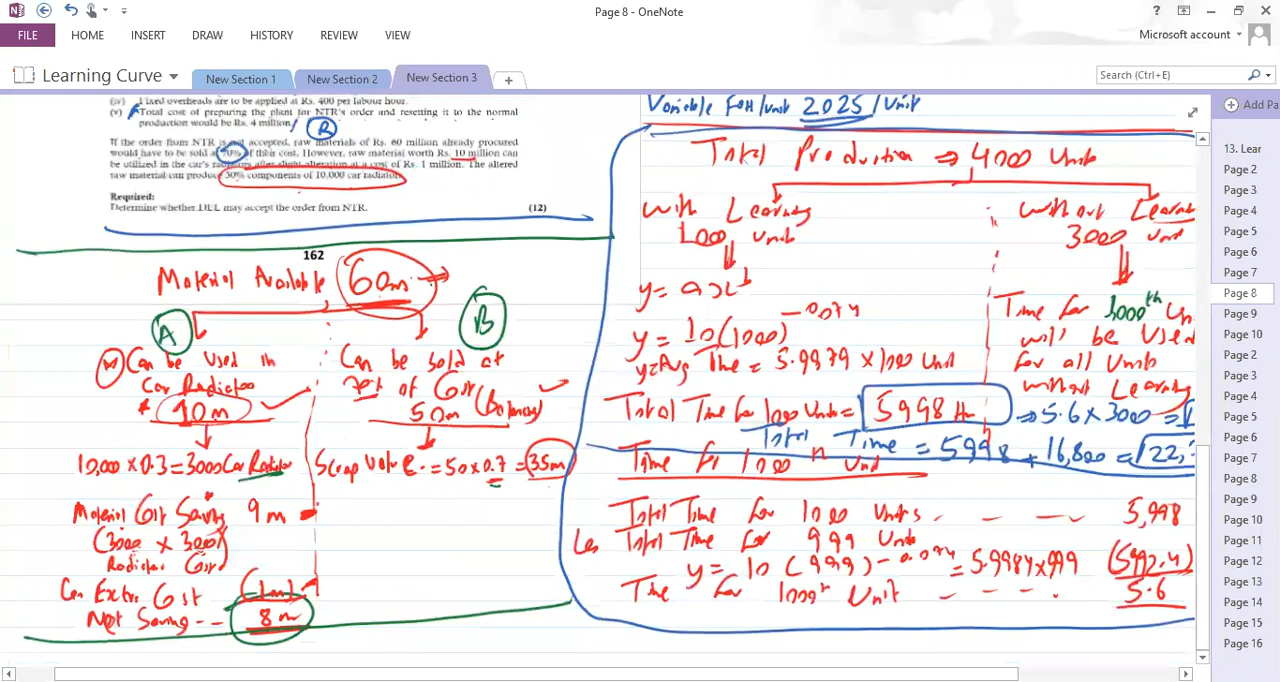 Page 8 - OneNote
FILE HOME INSERT DRAW HISTORY REVIEW VIEW
Microsoft account
Learning Curve
New Section 1
New Section 2
New Section 3
Search (Ctrl+E)
(iv) Fixed overheads are to be applied at Rs. 400 per labour hour.
(v) Total cost of preparing the plant for NTR's order and resetting it to the normal
production would be Rs. 4 million.
If the order from NTR is not accepted, raw materials of Rs. 60 million already procured
would have to be sold at 70% of their cost. However, raw material worth Rs. 10 million can
be utilized in the car's radiators after slight alteration at a cost of Rs. 1 million. The altered
raw material can produce 30% components of 10,000 car radiators.
Required:
Determine whether DEL may accept the order from NTR. (12)
162
Material Available 60m
A
B
Can be Used in
Car Radiator
10m
10,000 x 0.3 = 3000 Car Radiator
Material Cost Saving 9m
(3000 x 3000)
Radiator Cost
Extra Cost (1m)
Net Saving -- 8m
Can be Sold at
70% of Cost
50m (Balancing)
Scrap Value = 50 x 0.7 = 35m
Variable FOH/unit 2025/Unit
Total Production ⇒ 4000 Units
With Learning
1000 Units
y = ax^b
y = 10(1000)^-0.074
y = Avg Time = 5.9979 x 1000 Unit
Total Time for 1000 Units = 5998 Hrs
Without Learning
3000 Unit
Time for 1000th
will be Used
for all Units
without Learning
⇒ 5.6 x 3000 =
Total Time = 5998 + 16,800 = 22,
Time for 1000th Unit
Total Time for 1000 Units - - - 5,998
Less Total Time for 999 Units
y = 10 (999)^-0.074 = 5.9984 x 999 (5992.4)
Time for 1000th Unit - - - 5.6
Add Pa
13. Lear
Page 2
Page 3
Page 4
Page 5
Page 6
Page 7
Page 8
Page 9
Page 10
Page 2
Page 3
Page 4
Page 5
Page 6
Page 7
Page 8
Page 9
Page 10
Page 11
Page 12
Page 13
Page 14
Page 15
Page 16